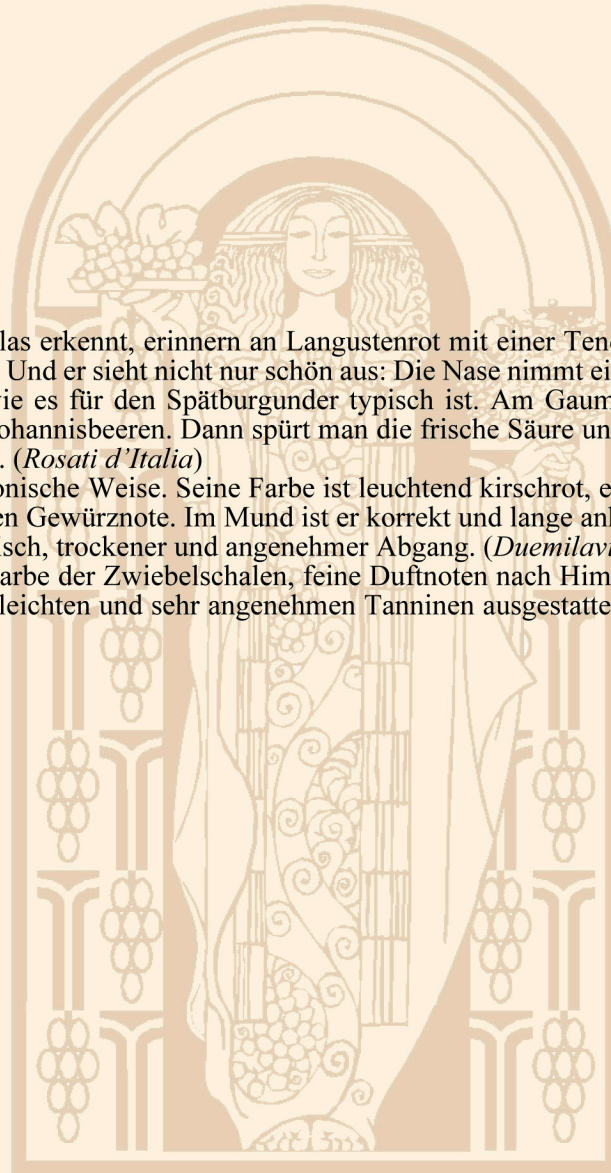 las erkennt, erinnern an Langustenrot mit einer Tend
Und er sieht nicht nur schön aus: Die Nase nimmt ei
vie es für den Spätburgunder typisch ist. Am Gaum
ohannisbeeren. Dann spürt man die frische Säure un
. (Rosati d’Italia)
onische Weise. Seine Farbe ist leuchtend kirschrot, e
en Gewürznote. Im Mund ist er korrekt und lange anl
isch, trockener und angenehmer Abgang. (Duemilavi
arbe der Zwiebelschalen, feine Duftnoten nach Him
leichten und sehr angenehmen Tanninen ausgestatte